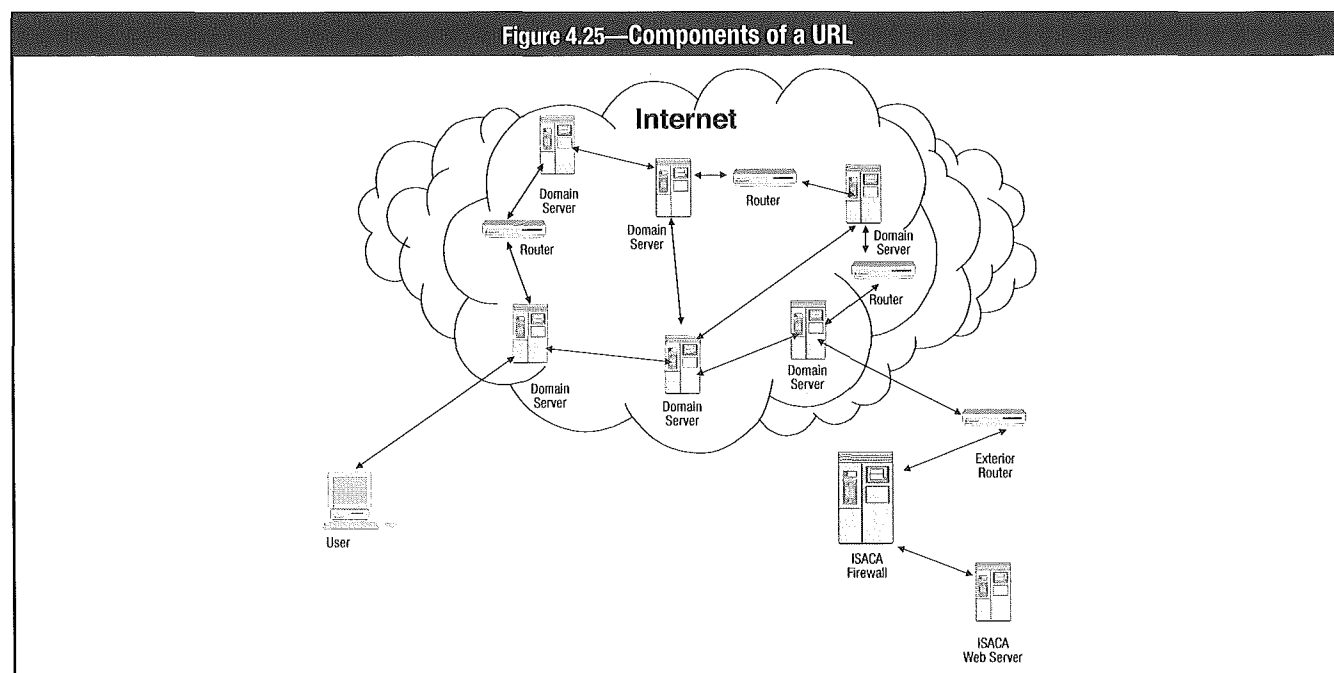 Figure 4.25—Components of a URL
Internet
Domain
Server
Router
Domain
Server
Router
Domain
Server
Domain
Server
Router
Domain
Server
Domain
Server
Domain
Server
Exterior
Router
User
ISACA
Firewall
ISACA
Web Server